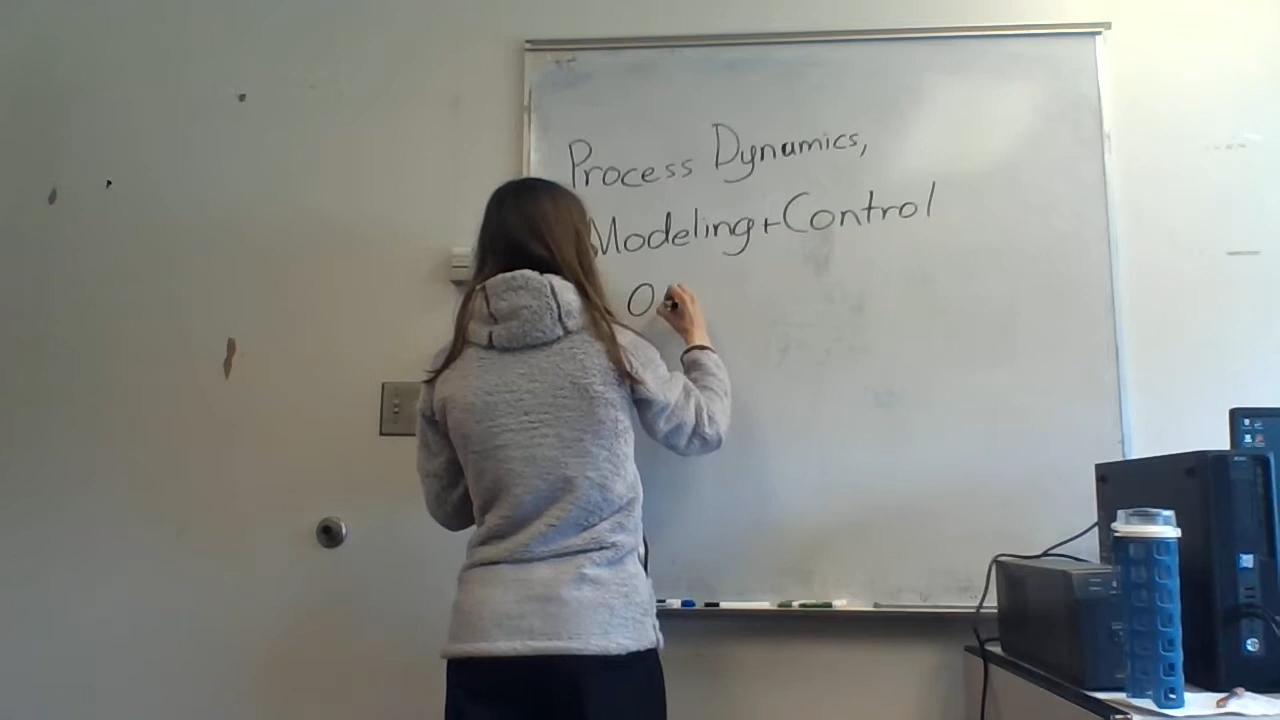 Process Dynamics,
Modeling + Control
O